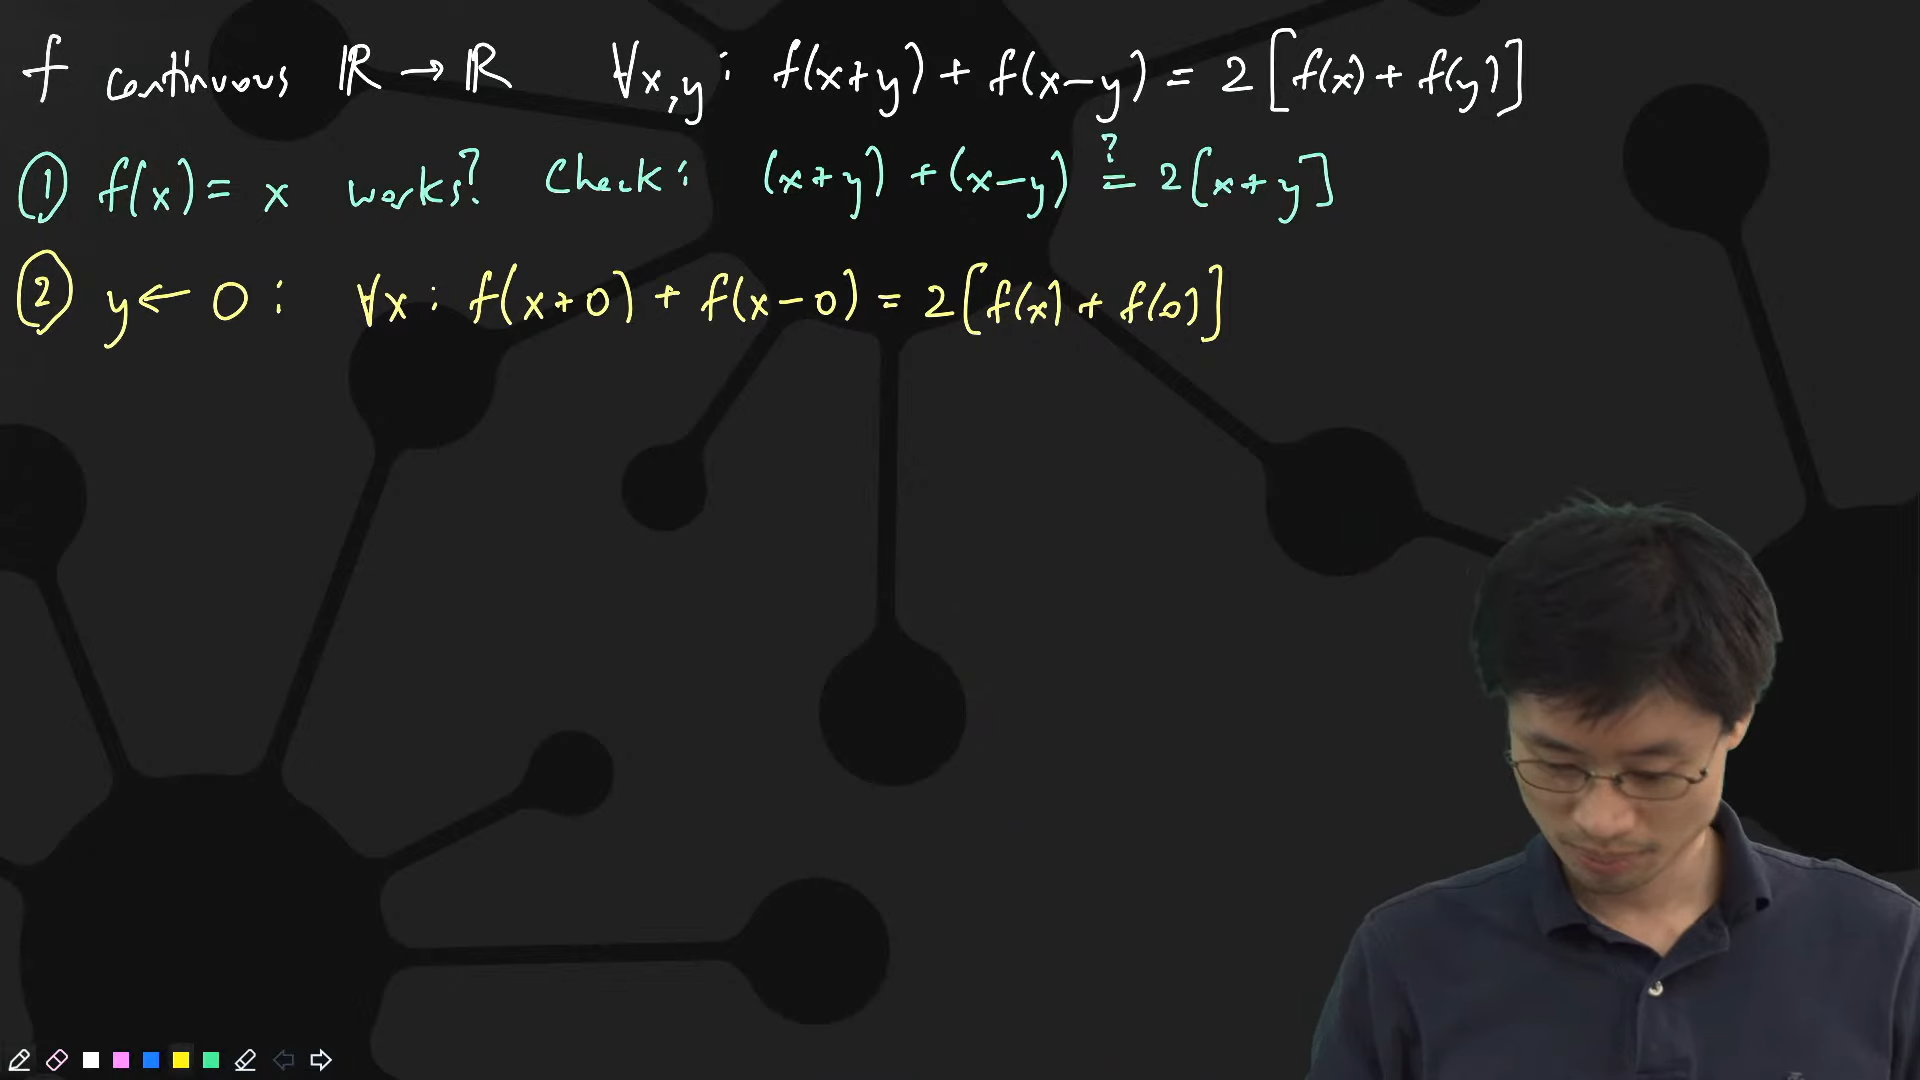 f continuous ℝ → ℝ ∀x,y: f(x+y) + f(x−y) = 2[f(x) + f(y)]
① f(x) = x works? Check: (x+y) + (x−y) ≟ 2[x+y]
② y ← 0: ∀x: f(x+0) + f(x−0) = 2[f(x) + f(0)]